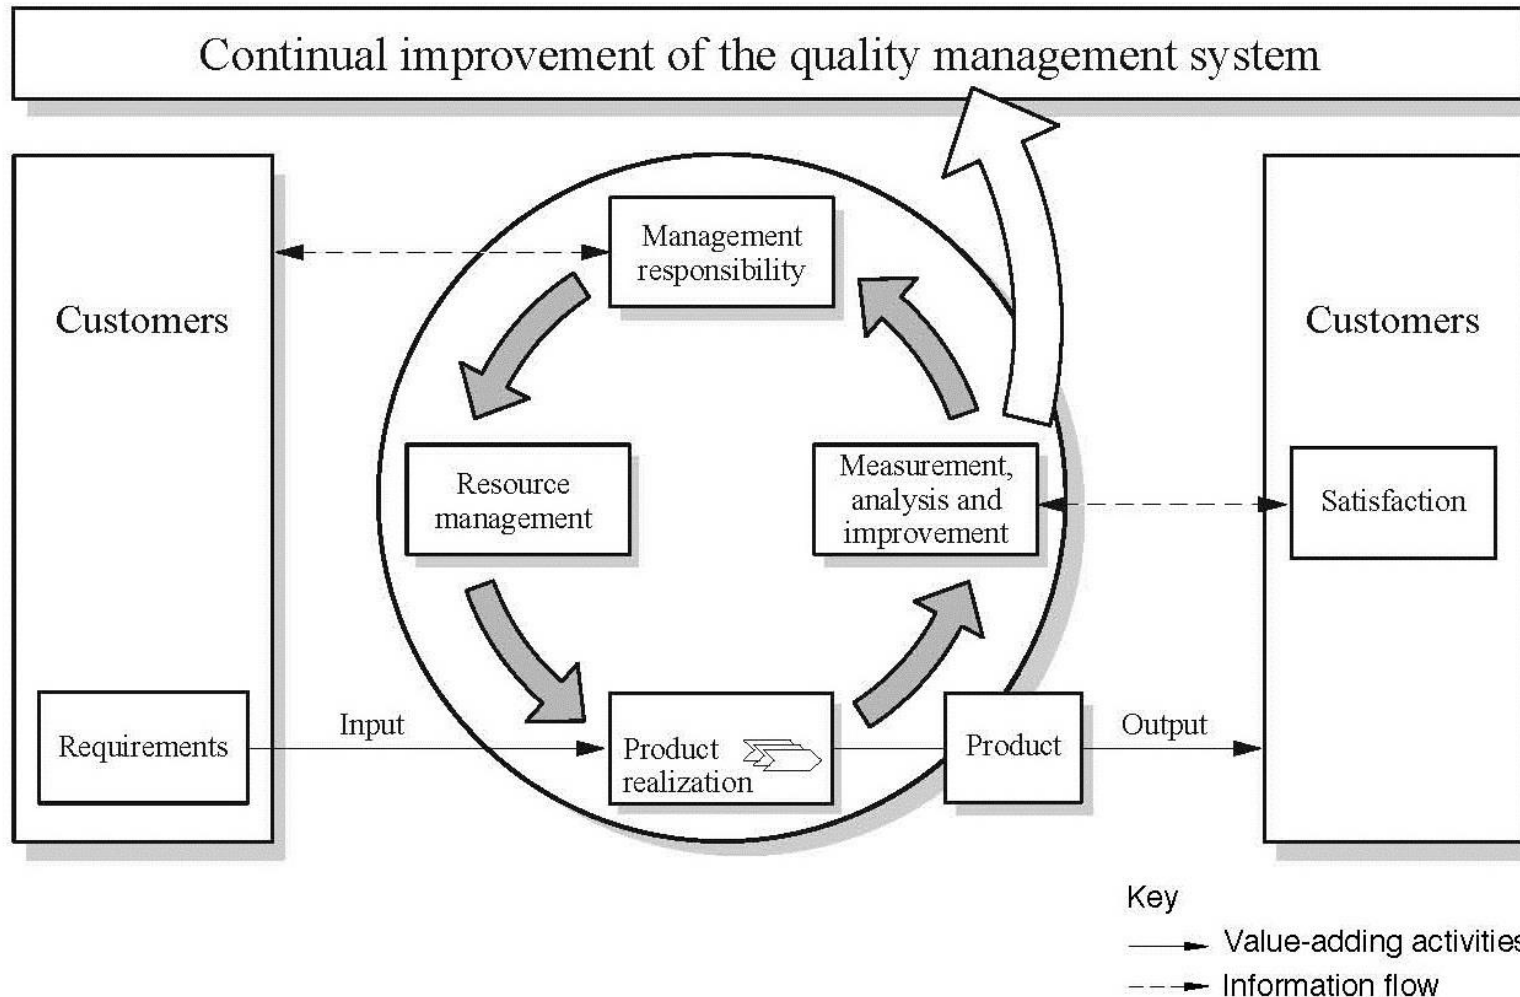 Continual improvement of the quality management system
Customers
Requirements
Input
Management
responsibility
Resource
management
Measurement,
analysis and
improvement
Product
realization
Product
Output
Customers
Satisfaction
Key
Value-adding activities
Information flow